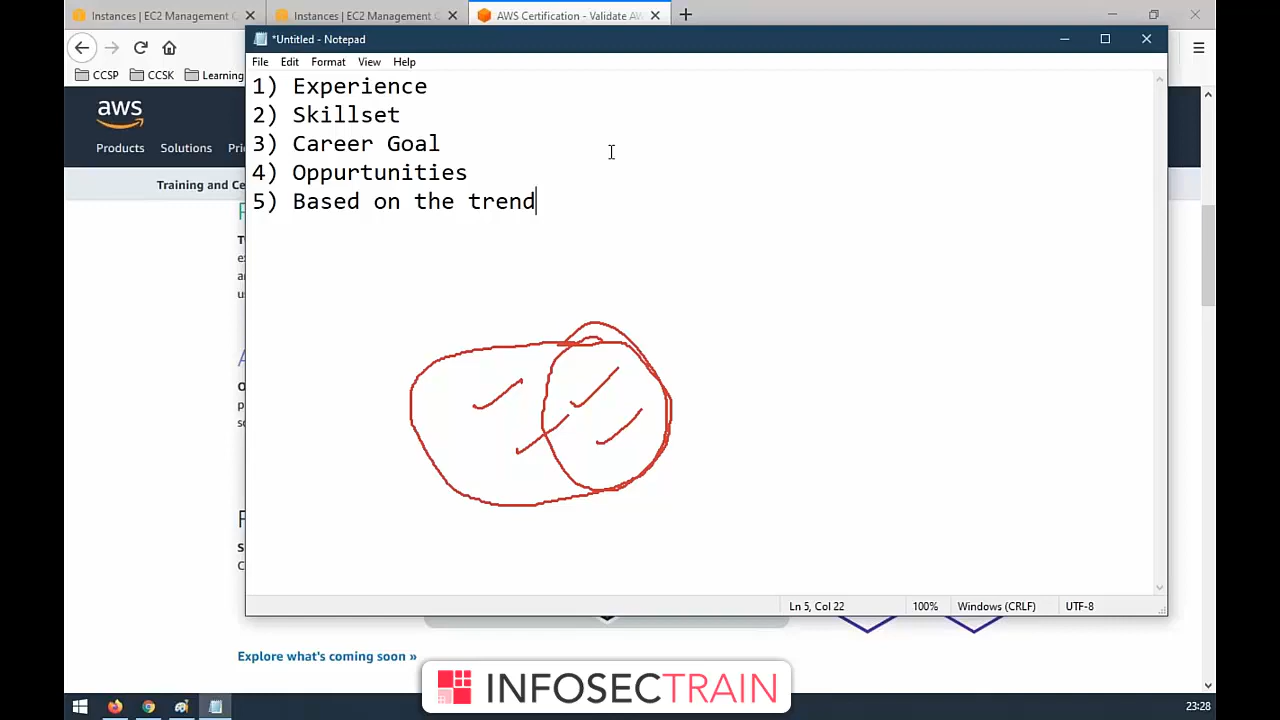 Instances | EC2 Management C
Instances | EC2 Management C
AWS Certification - Validate AW
CCSP
CCSK
Learning
*Untitled - Notepad
File Edit Format View Help
aws
Products Solutions
Training and Ce
1) Experience
2) Skillset
3) Career Goal
4) Oppurtunities
5) Based on the trend
Ln 5, Col 22 100% Windows (CRLF) UTF-8
Explore what's coming soon »
INFOSECTRAIN
23:28